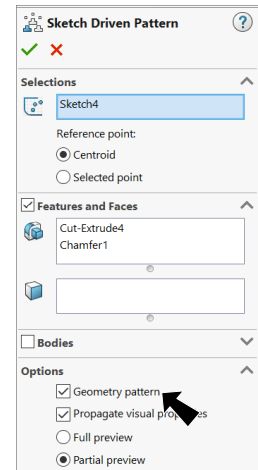 Sketch Driven Pattern ?
Selections
Sketch4
Reference point:
Centroid
Selected point
Features and Faces
Cut-Extrude4
Chamfer1
Bodies
Options
Geometry pattern
Propagate visual properties
Full preview
Partial preview